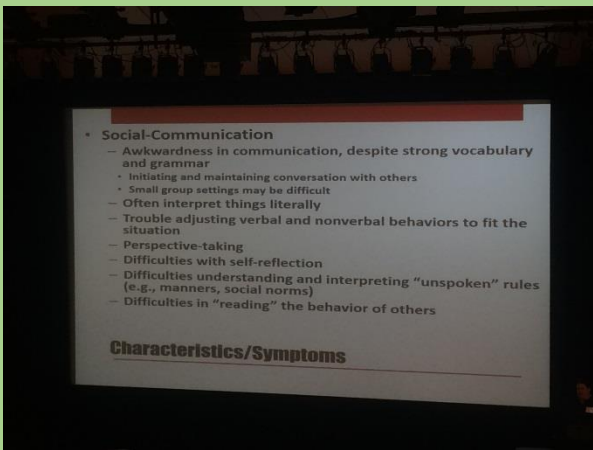 • Social-Communication
– Awkwardness in communication, despite strong vocabulary
and grammar
• Initiating and maintaining conversation with others
• Small group settings may be difficult
– Often interpret things literally
– Trouble adjusting verbal and nonverbal behaviors to fit the
situation
– Perspective-taking
– Difficulties with self-reflection
– Difficulties understanding and interpreting "unspoken" rules
(e.g., manners, social norms)
– Difficulties in "reading" the behavior of others
Characteristics/Symptoms